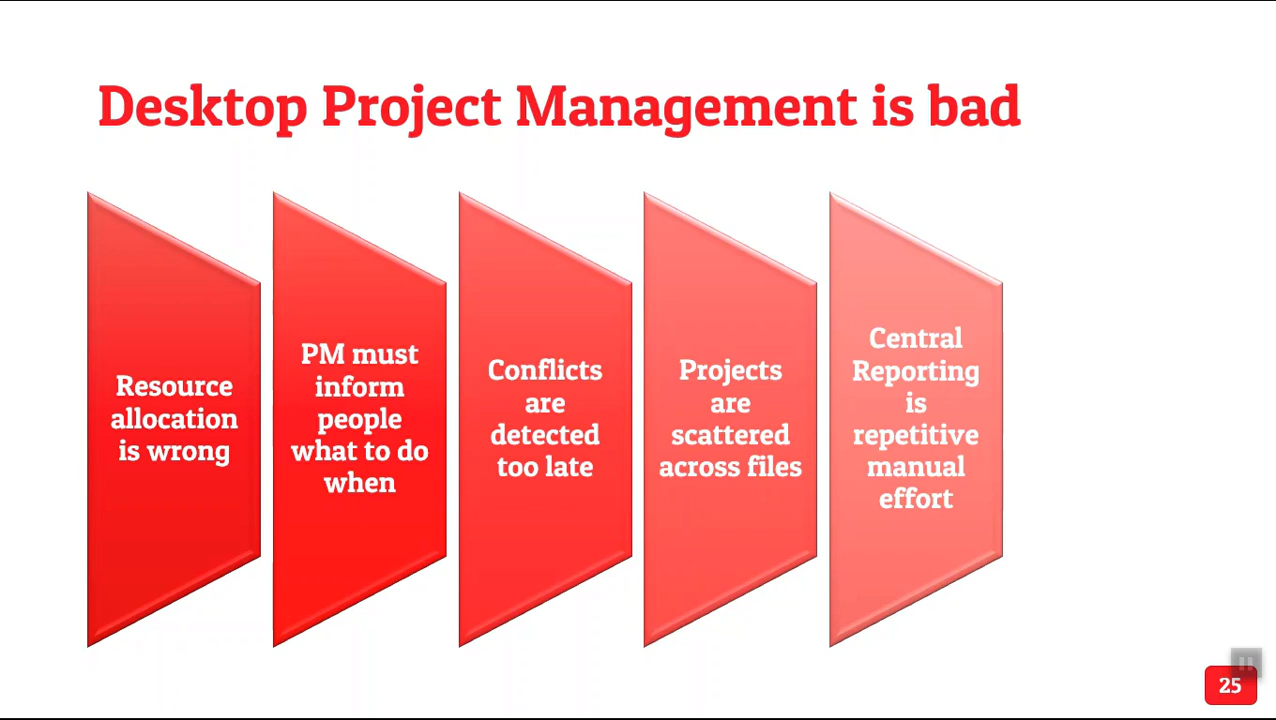 Desktop Project Management is bad
Resource
allocation
is wrong
PM must
inform
people
what to do
when
Conflicts
are
detected
too late
Projects
are
scattered
across files
Central
Reporting
is
repetitive
manual
effort
25